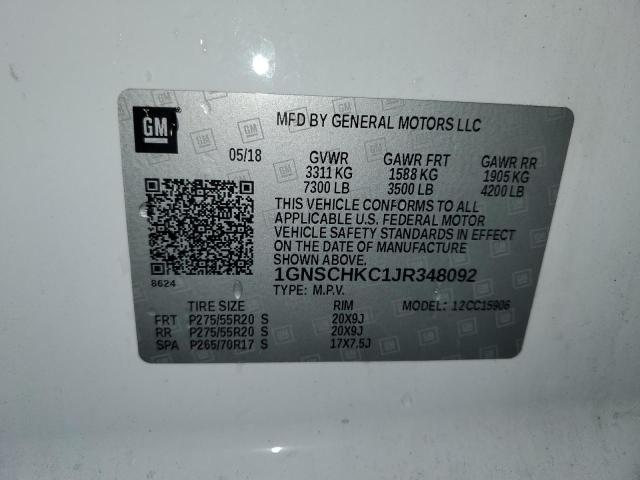 GM
MFD BY GENERAL MOTORS LLC
05/18 GVWR GAWR FRT GAWR RR
3311 KG 1588 KG 1905 KG
7300 LB 3500 LB 4200 LB
THIS VEHICLE CONFORMS TO ALL
APPLICABLE U.S. FEDERAL MOTOR
VEHICLE SAFETY STANDARDS IN EFFECT
ON THE DATE OF MANUFACTURE.
1GNSCHKC1JR348092
8624
TYPE: M.P.V.
TIRE SIZE RIM MODEL: 12CC15906
FRT P275/55R20 S 20X9J
RR P275/55R20 S 20X9J
SPA P265/70R17 S 17X7.5J